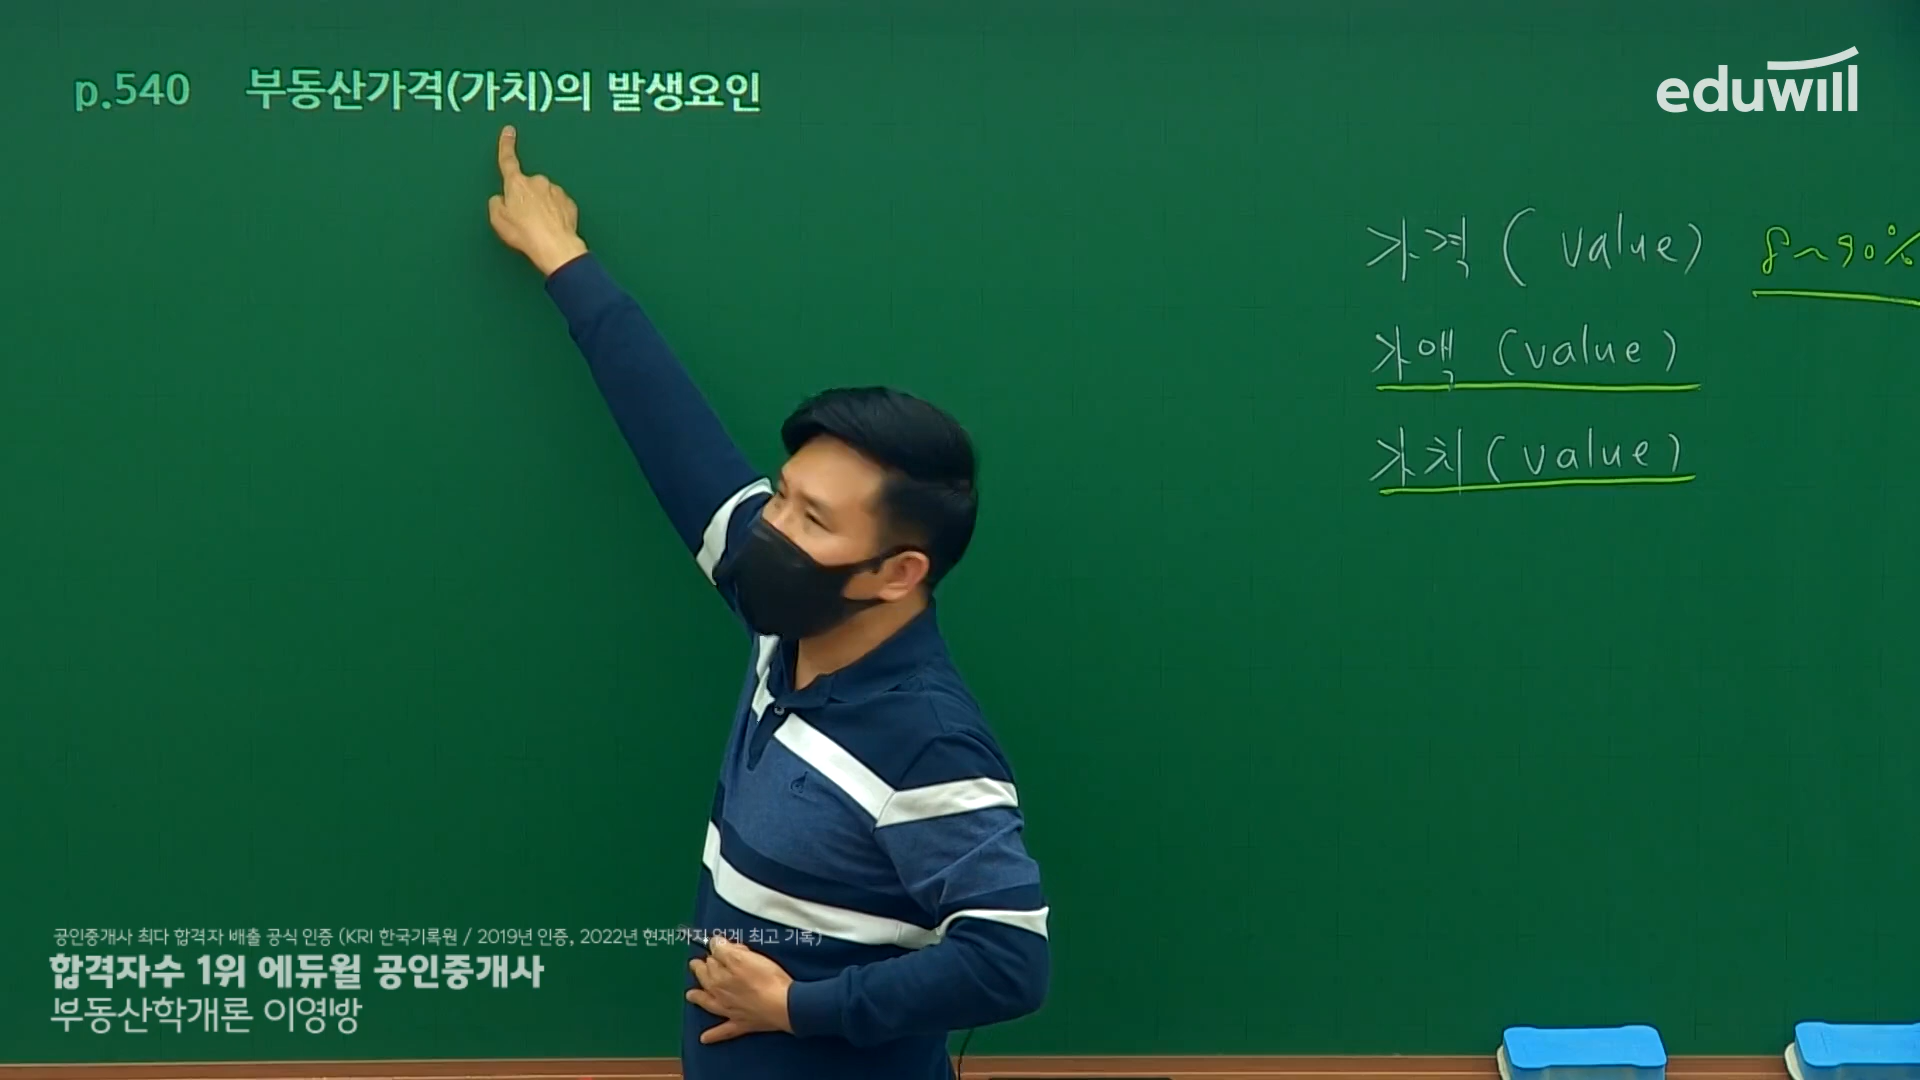 p.540 부동산가격(가치)의 발생요인
eduwill
가격 (value) 8~90%
가액 (value)
가치 (value)
공인중개사 최다 합격자 배출 공식 인증 (KRI 한국기록원 / 2019년 인증, 2022년 현재까지 업계 최고 기록)
합격자수 1위 에듀윌 공인중개사
부동산학개론 이영방